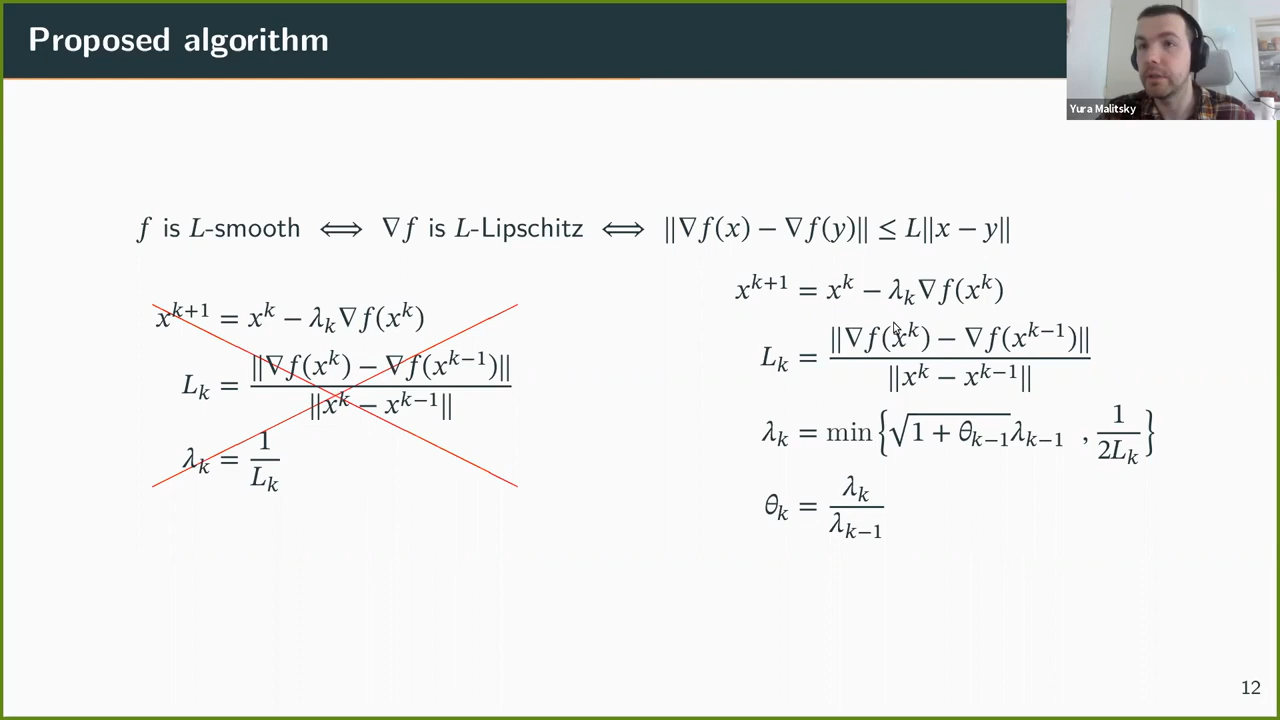 Proposed algorithm
Yura Malitsky
f is L-smooth ⟺ ∇f is L-Lipschitz ⟺ ‖∇f(x) − ∇f(y)‖ ≤ L‖x − y‖
x^{k+1} = x^k − λ_k∇f(x^k)
L_k = ‖∇f(x^k) − ∇f(x^{k−1})‖ / ‖x^k − x^{k−1}‖
λ_k = 1 / L_k
x^{k+1} = x^k − λ_k∇f(x^k)
L_k = ‖∇f(x^k) − ∇f(x^{k−1})‖ / ‖x^k − x^{k−1}‖
λ_k = min{√(1 + θ_{k−1})λ_{k−1} , 1 / 2L_k}
θ_k = λ_k / λ_{k−1}
12